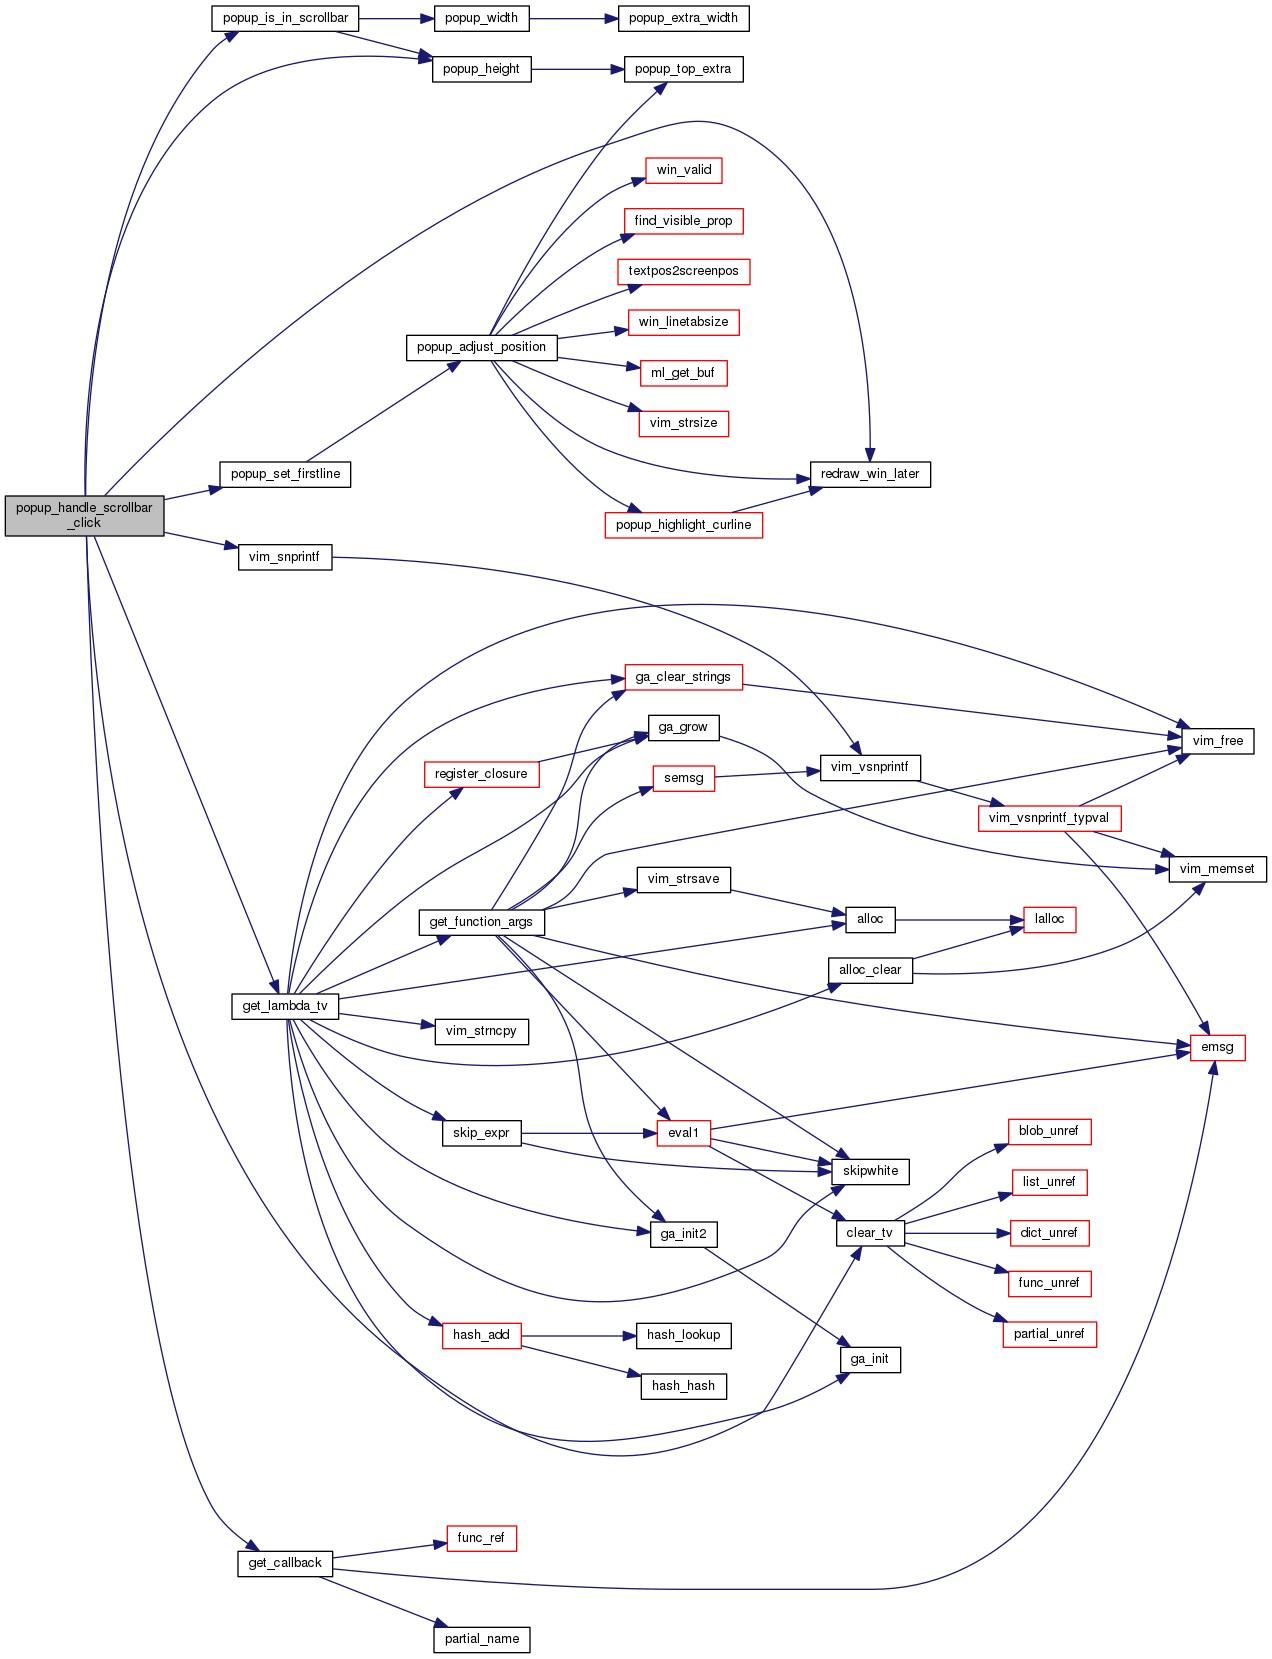 popup_is_in_scrollbar
popup_width
popup_extra_width
popup_height
popup_top_extra
win_valid
find_visible_prop
textpos2screenpos
win_linetabsize
popup_adjust_position
ml_get_buf
vim_strsize
popup_set_firstline
redraw_win_later
popup_handle_scrollbar
_click
popup_highlight_curline
vim_snprintf
ga_clear_strings
ga_grow
vim_free
register_closure
semsg
vim_vsnprintf
vim_vsnprintf_typval
vim_memset
vim_strsave
get_function_args
alloc
lalloc
alloc_clear
get_lambda_tv
vim_strncpy
emsg
skip_expr
eval1
blob_unref
skipwhite
list_unref
ga_init2
clear_tv
dict_unref
func_unref
hash_add
hash_lookup
partial_unref
ga_init
hash_hash
func_ref
get_callback
partial_name